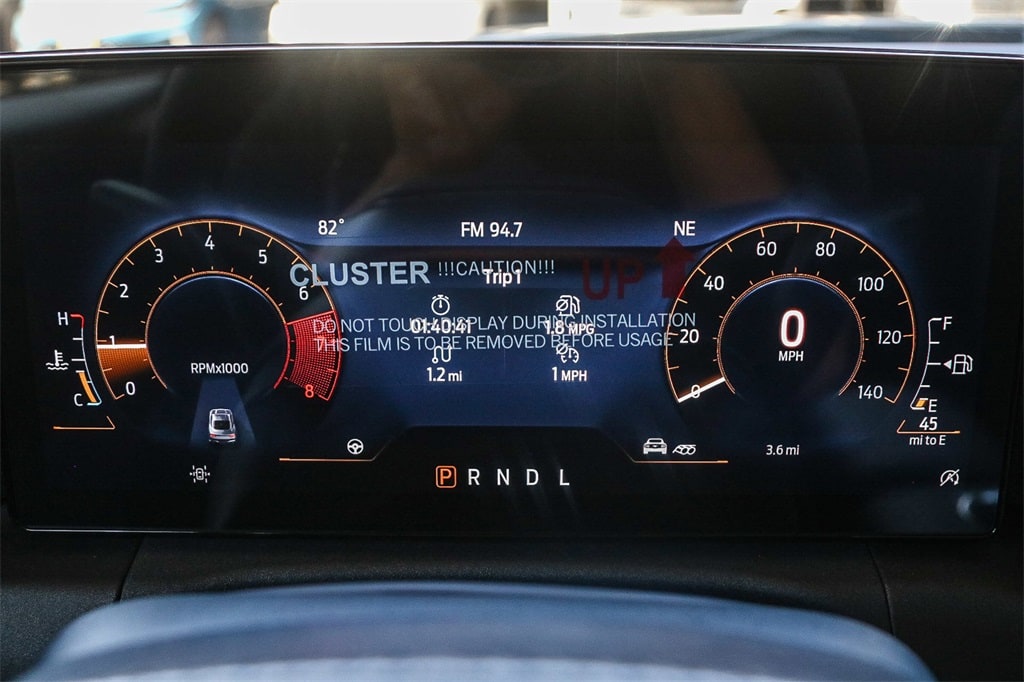 82° FM 94.7 NE
CLUSTER !!!CAUTION!!! UP
Trip 1
DO NOT TOUCH DISPLAY DURING INSTALLATION
THIS FILM IS TO BE REMOVED BEFORE USAGE
01:40:41 1.8 MPG
1.2 mi 1 MPH
H
C
0 1 2 3 4 5 6 8
RPMx1000
0 20 40 60 80 100 120 140
0
MPH
F
E
45
mi to E
3.6 mi
P R N D L